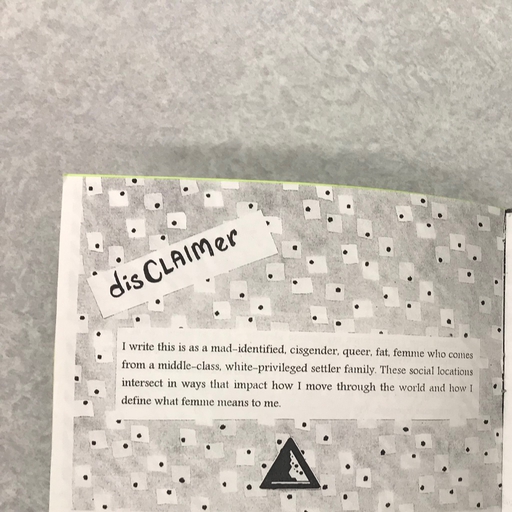 disCLAIMer
I write this is as a mad-identified, cisgender, queer, fat, femme who comes
from a middle-class, white-privileged settler family. These social locations
intersect in ways that impact how I move through the world and how I
define what femme means to me.